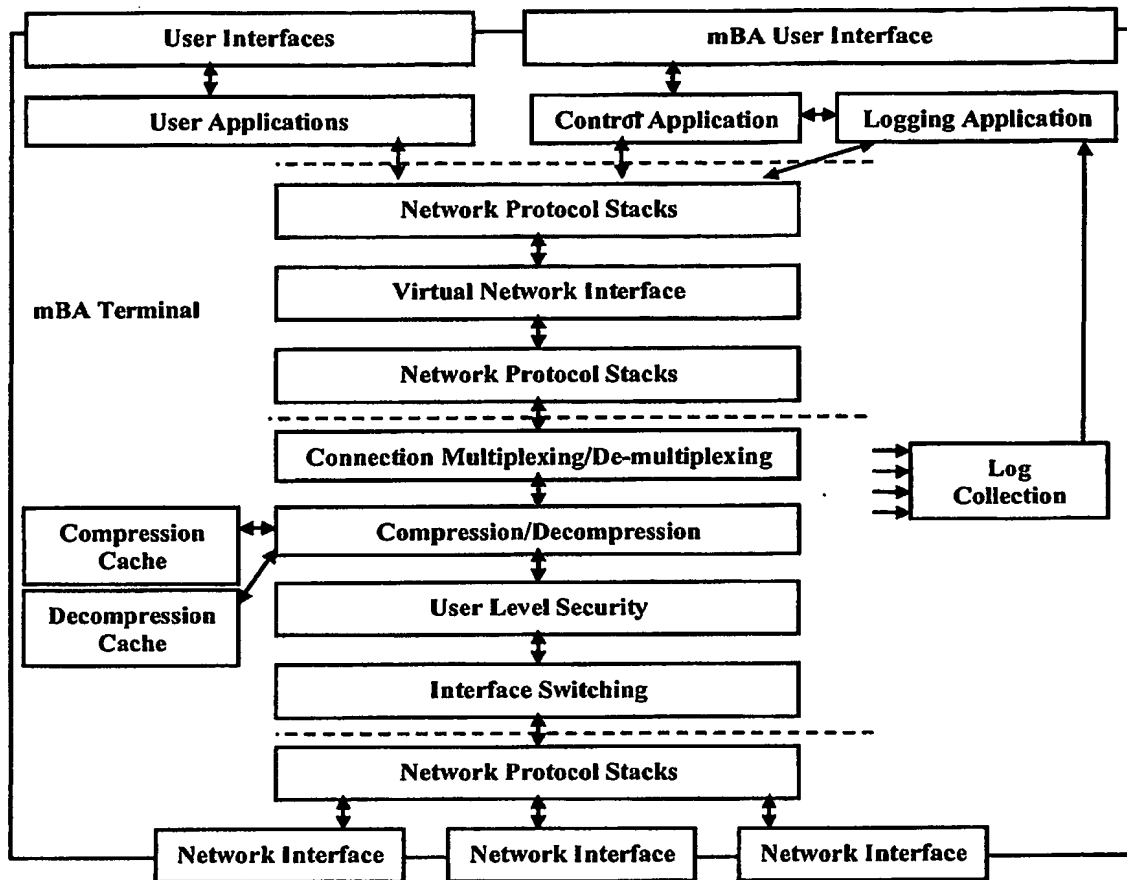 User Interfaces
mBA User Interface
User Applications
Control Application
Logging Application
Network Protocol Stacks
Virtual Network Interface
mBA Terminal
Network Protocol Stacks
Connection Multiplexing/De-multiplexing
Log
Collection
Compression
Cache
Compression/Decompression
Decompression
Cache
User Level Security
Interface Switching
Network Protocol Stacks
Network Interface
Network Interface
Network Interface